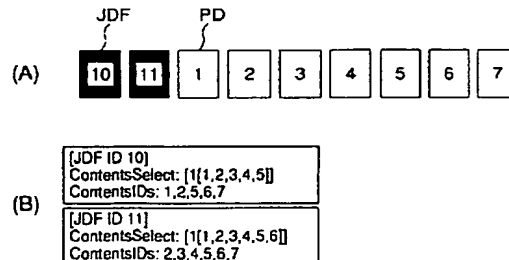 JDF PD
(A) 10 11 1 2 3 4 5 6 7
(B)
[JDF ID 10]
ContentsSelect: [1[1,2,3,4,5]]
ContentsIDs: 1,2,5,6,7
[JDF ID 11]
ContentsSelect: [1[1,2,3,4,5,6]]
ContentsIDs: 2,3,4,5,6,7